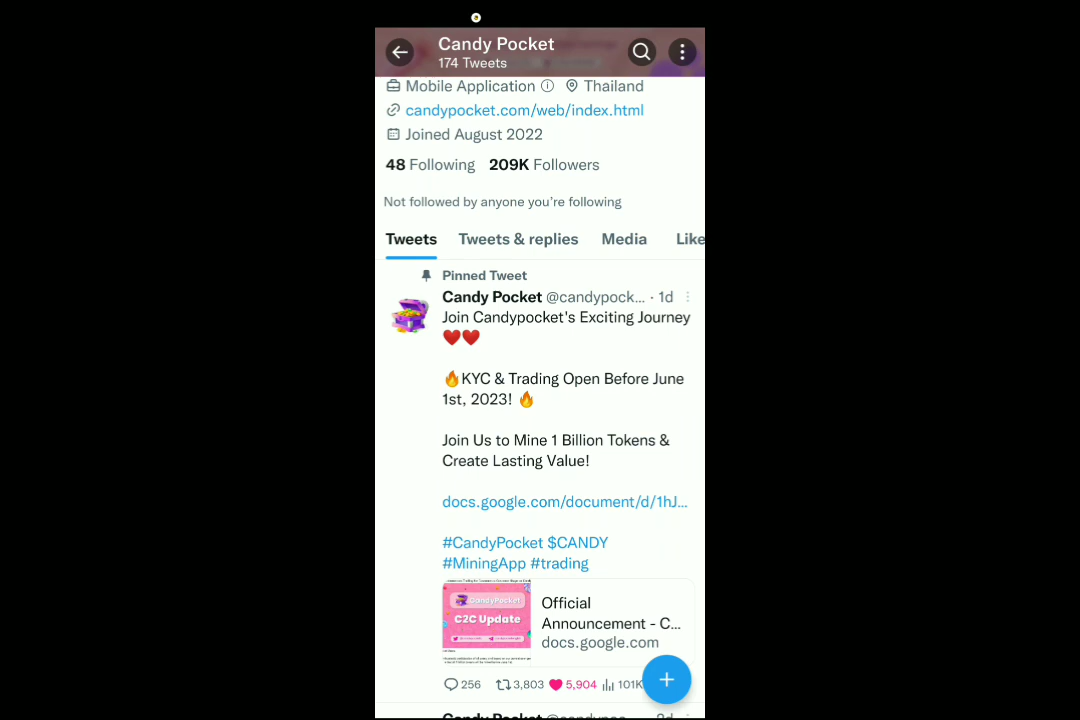 Candy Pocket
174 Tweets
Mobile Application Thailand
candypocket.com/web/index.html
Joined August 2022
48 Following 209K Followers
Not followed by anyone you're following
Tweets Tweets & replies Media Like
Pinned Tweet
Candy Pocket @candypock... · 1d
Join Candypocket's Exciting Journey
❤️❤️
🔥KYC & Trading Open Before June
1st, 2023! 🔥
Join Us to Mine 1 Billion Tokens &
Create Lasting Value!
docs.google.com/document/d/1hJ...
#CandyPocket $CANDY
#MiningApp #trading
CandyPocket
C2C Update
Official
Announcement - C...
docs.google.com
256 3,803 5,904 101K
Candy Pocket